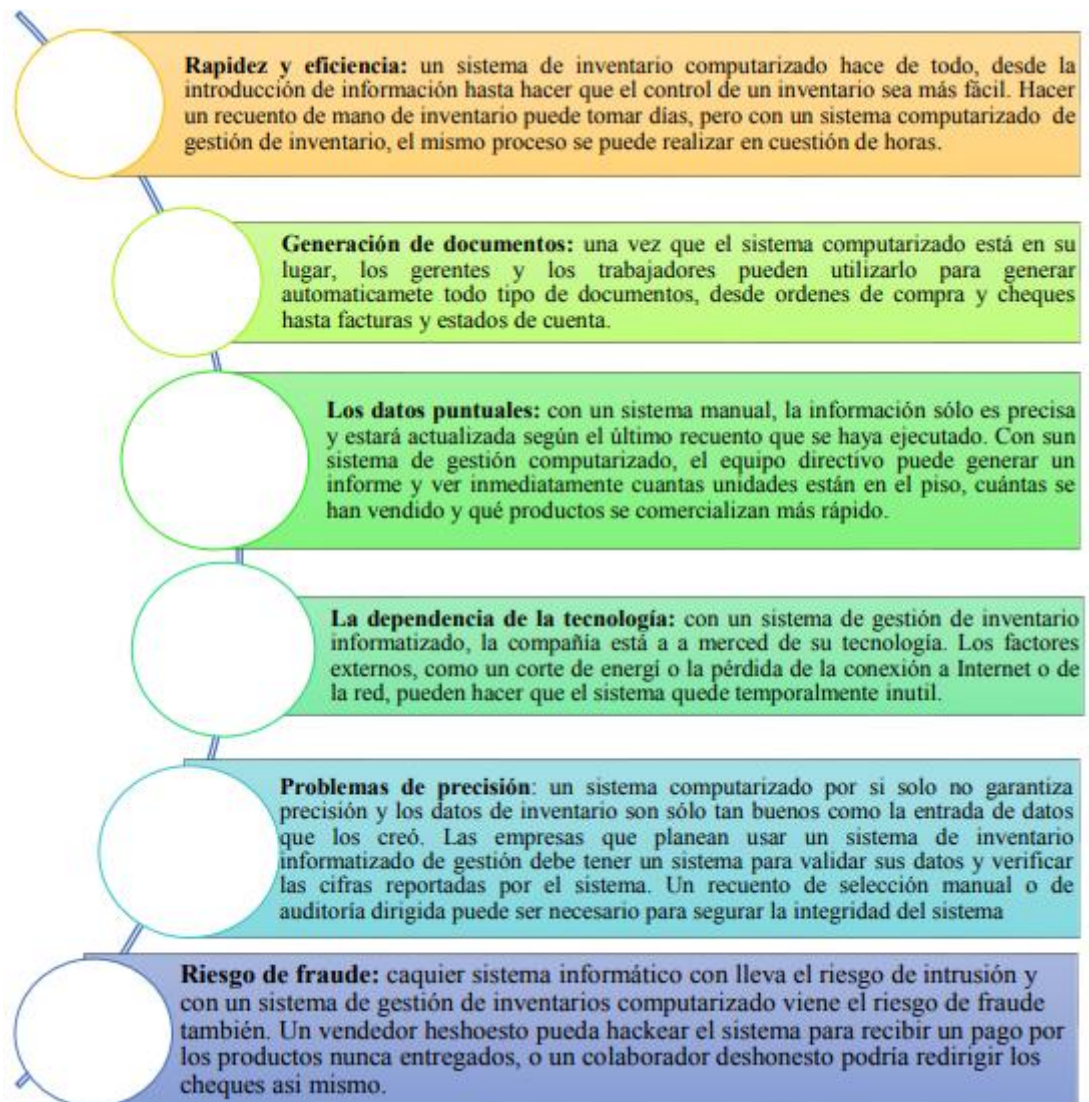 Rapidez y eficiencia: un sistema de inventario computarizado hace de todo, desde la
introducción de información hasta hacer que el control de un inventario sea más fácil. Hacer
un recuento de mano de inventario puede tomar días, pero con un sistema computarizado de
gestión de inventario, el mismo proceso se puede realizar en cuestión de horas.
Generación de documentos: una vez que el sistema computarizado está en su
lugar, los gerentes y los trabajadores pueden utilizarlo para generar
automaticamete todo tipo de documentos, desde ordenes de compra y cheques
hasta facturas y estados de cuenta.
Los datos puntuales: con un sistema manual, la información sólo es precisa
y estará actualizada según el último recuento que se haya ejecutado. Con sun
sistema de gestión computarizado, el equipo directivo puede generar un
informe y ver inmediatamente cuantas unidades están en el piso, cuántas se
han vendido y qué productos se comercializan más rápido.
La dependencia de la tecnología: con un sistema de gestión de inventario
informatizado, la compañía está a a merced de su tecnología. Los factores
externos, como un corte de energí o la pérdida de la conexión a Internet o de
la red, pueden hacer que el sistema quede temporalmente inutil.
Problemas de precisión: un sistema computarizado por si solo no garantiza
precisión y los datos de inventario son sólo tan buenos como la entrada de datos
que los creó. Las empresas que planean usar un sistema de inventario
informatizado de gestión debe tener un sistema para validar sus datos y verificar
las cifras reportadas por el sistema. Un recuento de selección manual o de
auditoría dirigida puede ser necesario para segurar la integridad del sistema
Riesgo de fraude: caquier sistema informático con lleva el riesgo de intrusión y
con un sistema de gestión de inventarios computarizado viene el riesgo de fraude
también. Un vendedor heshoesto pueda hackear el sistema para recibir un pago por
los productos nunca entregados, o un colaborador deshonesto podría redirigir los
cheques asi mismo.